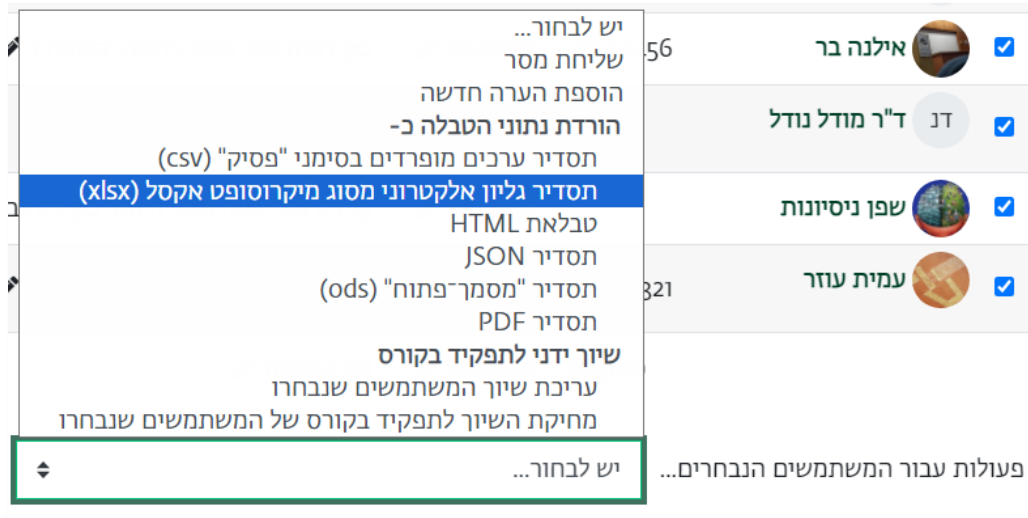 אילנה בר
456
דנ
ד"ר מודל נודל
שפן ניסיונות
עמית עוזר
321
יש לבחור...
שליחת מסר
הוספת הערה חדשה
הורדת נתוני הטבלה כ-
תסדיר ערכים מופרדים בסימני "פסיק" (csv)
תסדיר גליון אלקטרוני מסוג מיקרוסופט אקסל (xlsx)
טבלאת HTML
תסדיר JSON
תסדיר "מסמך־פתוח" (ods)
תסדיר PDF
שיוך ידני לתפקיד בקורס
עריכת שיוך המשתמשים שנבחרו
מחיקת השיוך לתפקיד בקורס של המשתמשים שנבחרו
פעולות עבור המשתמשים הנבחרים...
יש לבחור...